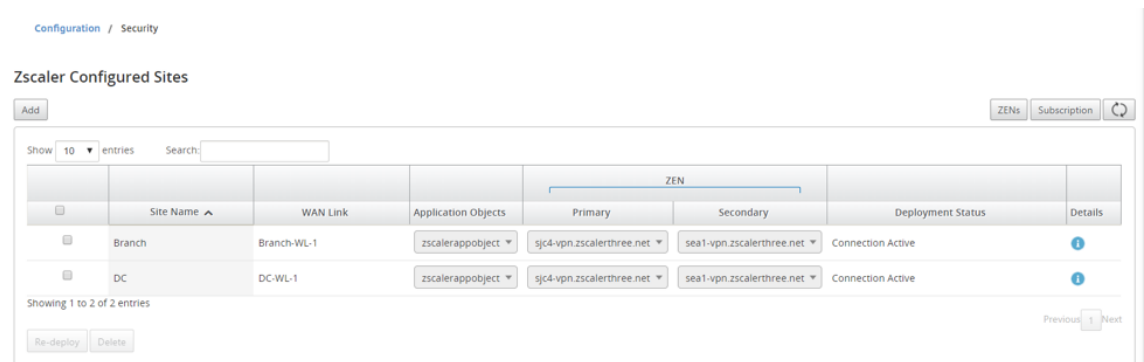 Configuration / Security
Zscaler Configured Sites
Add ZENs Subscription
Show 10 entries Search:
ZEN
Site Name WAN Link Application Objects Primary Secondary Deployment Status Details
Branch Branch-WL-1 zscalerappobject sjc4-vpn.zscalerthree.net sea1-vpn.zscalerthree.net Connection Active
DC DC-WL-1 zscalerappobject sjc4-vpn.zscalerthree.net sea1-vpn.zscalerthree.net Connection Active
Showing 1 to 2 of 2 entries
Previous 1 Next
Re-deploy Delete